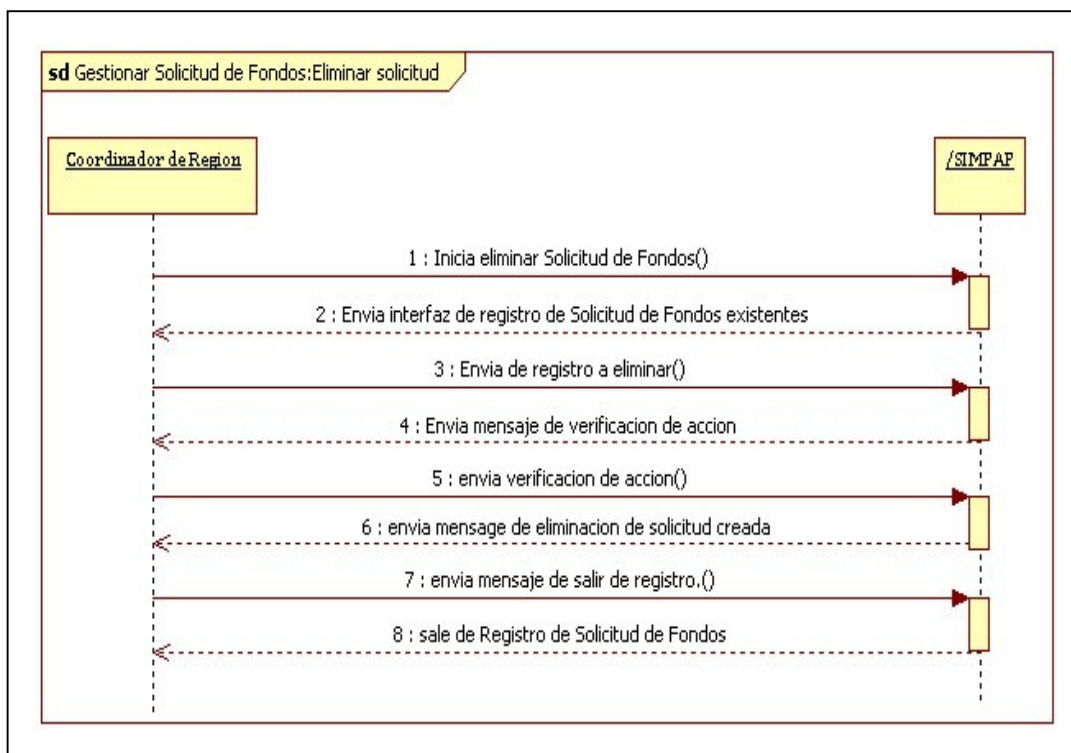 sd Gestionar Solicitud de Fondos:Eliminar solicitud
Coordinador de Region
/SIMPAP
1 : Inicia eliminar Solicitud de Fondos()
2 : Envia interfaz de registro de Solicitud de Fondos existentes
3 : Envia de registro a eliminar()
4 : Envia mensaje de verificacion de accion
5 : envia verificacion de accion()
6 : envia mensage de eliminacion de solicitud creada
7 : envia mensaje de salir de registro.()
8 : sale de Registro de Solicitud de Fondos